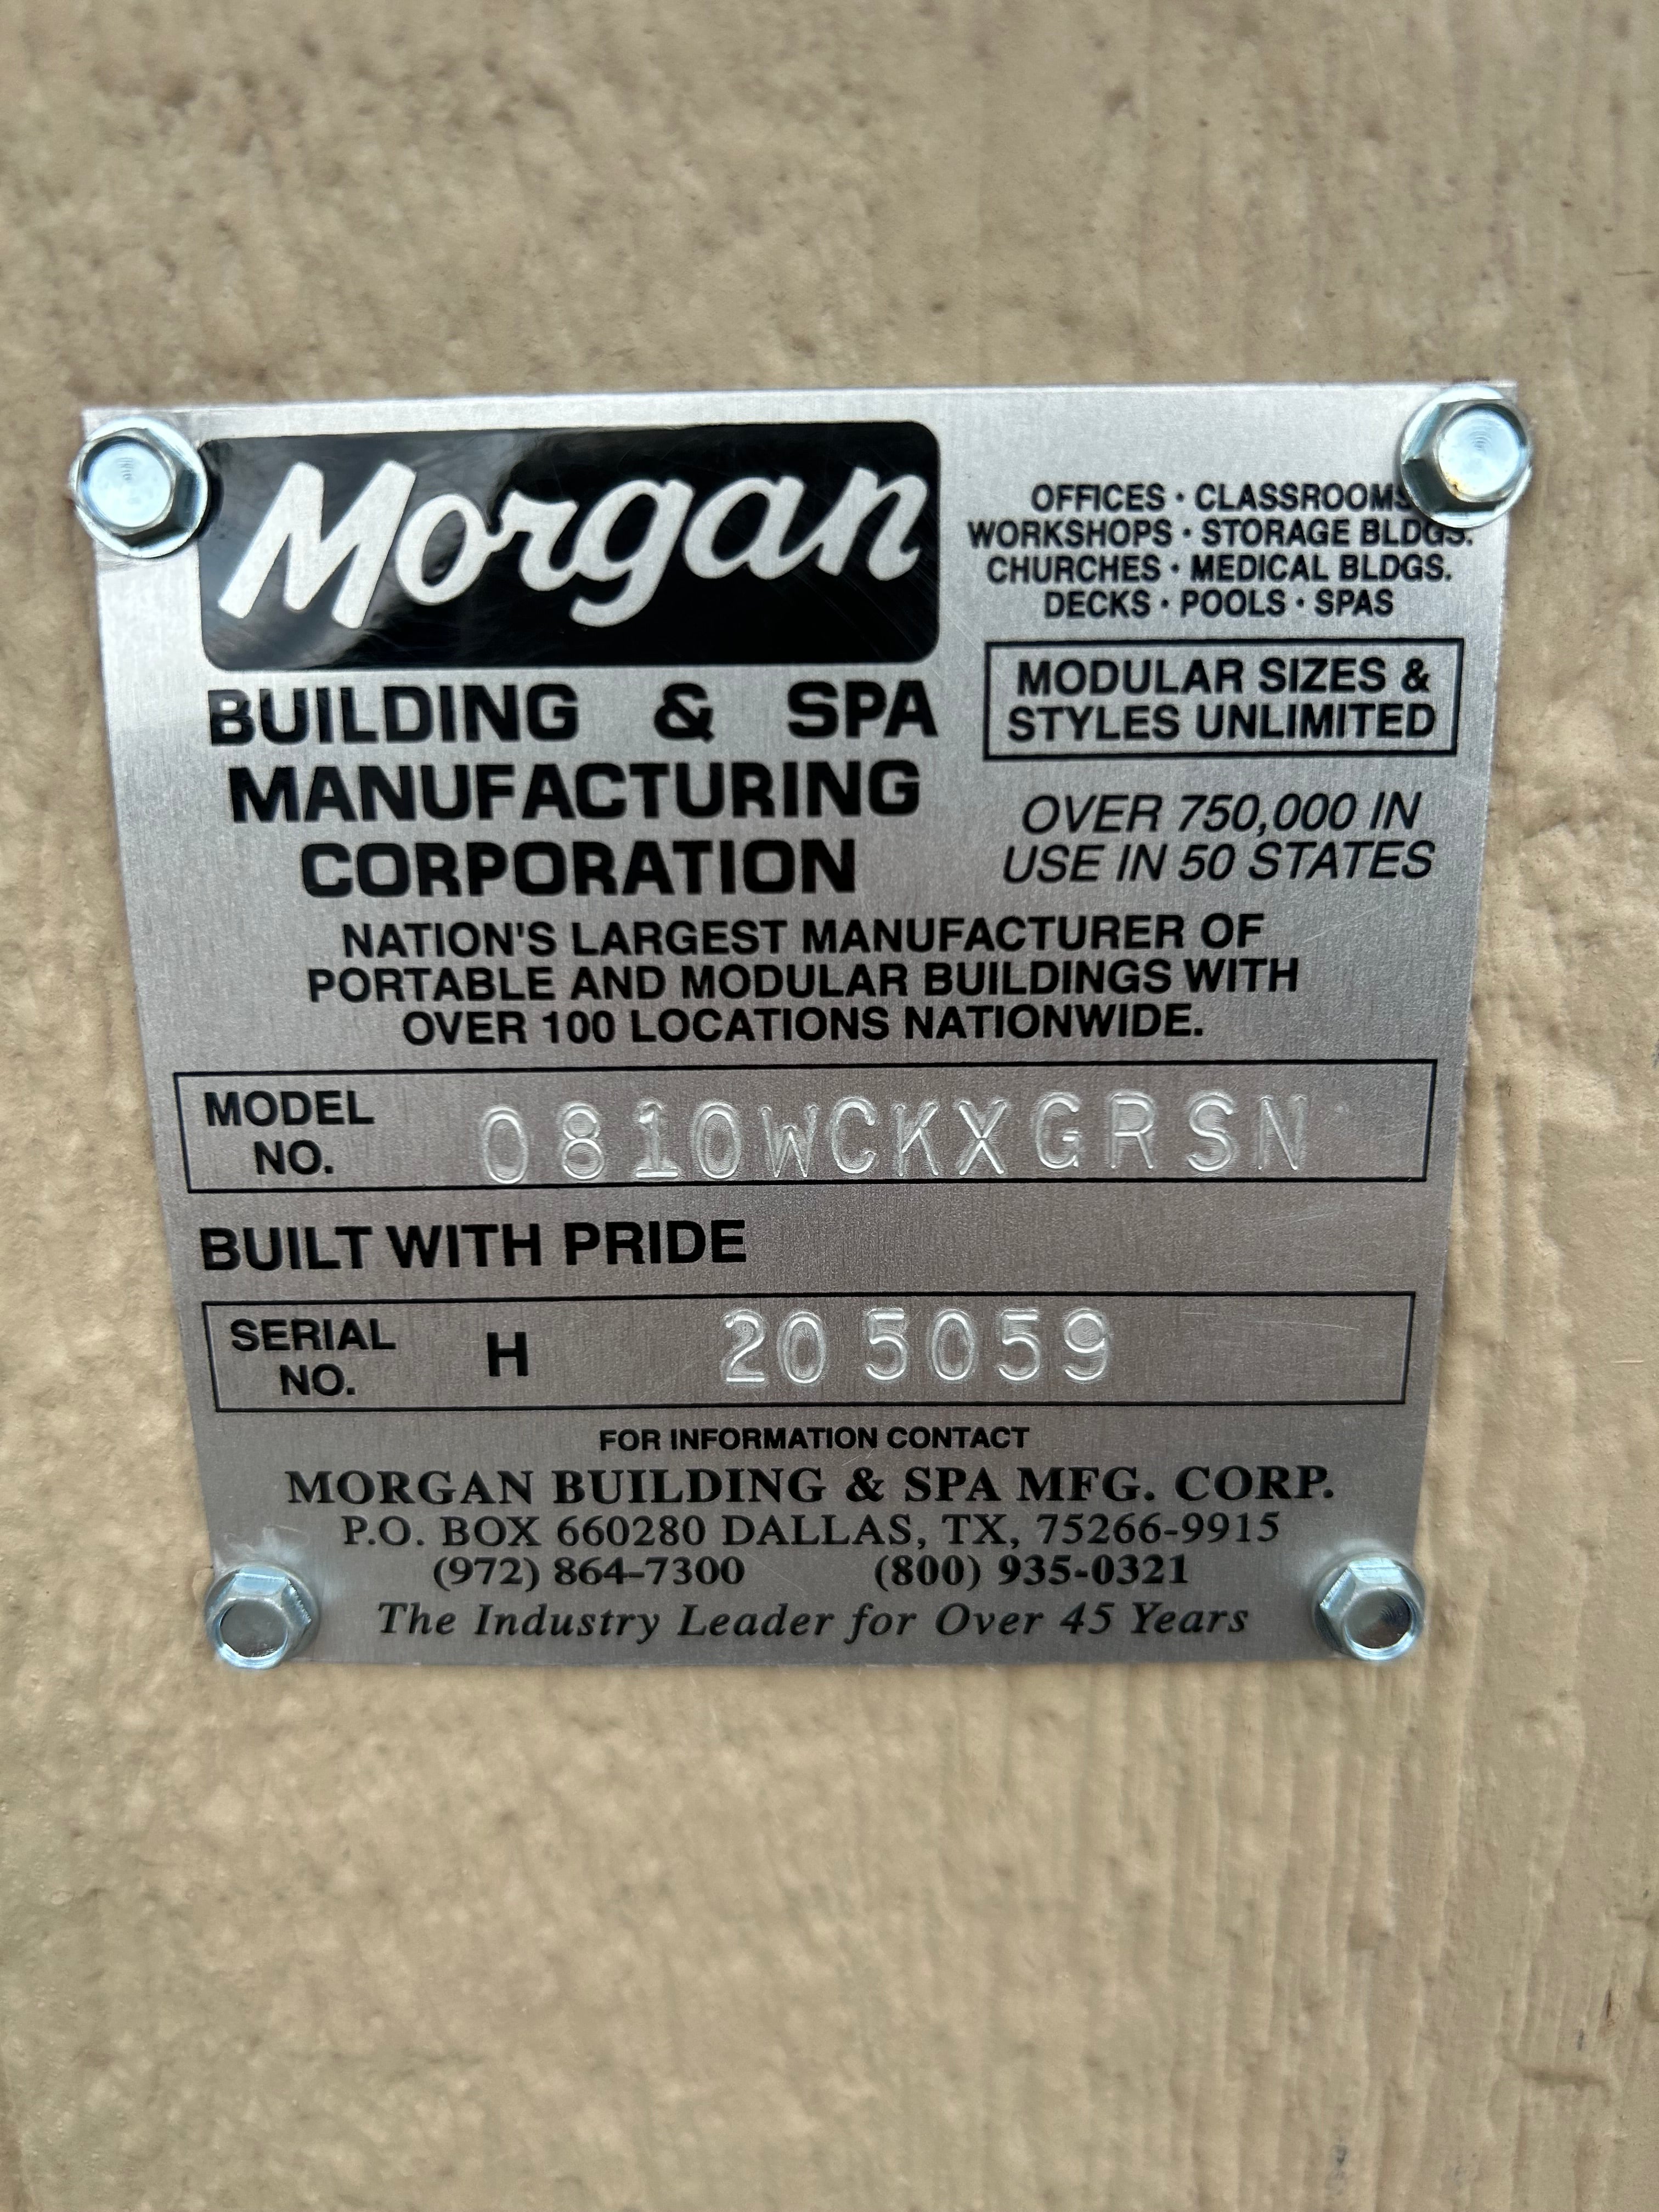 Morgan
BUILDING & SPA
MANUFACTURING
CORPORATION
OFFICES · CLASSROOMS
WORKSHOPS · STORAGE BLDGS.
CHURCHES · MEDICAL BLDGS.
DECKS · POOLS · SPAS
MODULAR SIZES &
STYLES UNLIMITED
OVER 750,000 IN
USE IN 50 STATES
NATION'S LARGEST MANUFACTURER OF
PORTABLE AND MODULAR BUILDINGS WITH
OVER 100 LOCATIONS NATIONWIDE.
MODEL
NO.
0810WCKXGRSN
BUILT WITH PRIDE
SERIAL
NO.
H 20 5059
FOR INFORMATION CONTACT
MORGAN BUILDING & SPA MFG. CORP.
P.O. BOX 660280 DALLAS, TX, 75266-9915
(972) 864-7300 (800) 935-0321
The Industry Leader for Over 45 Years